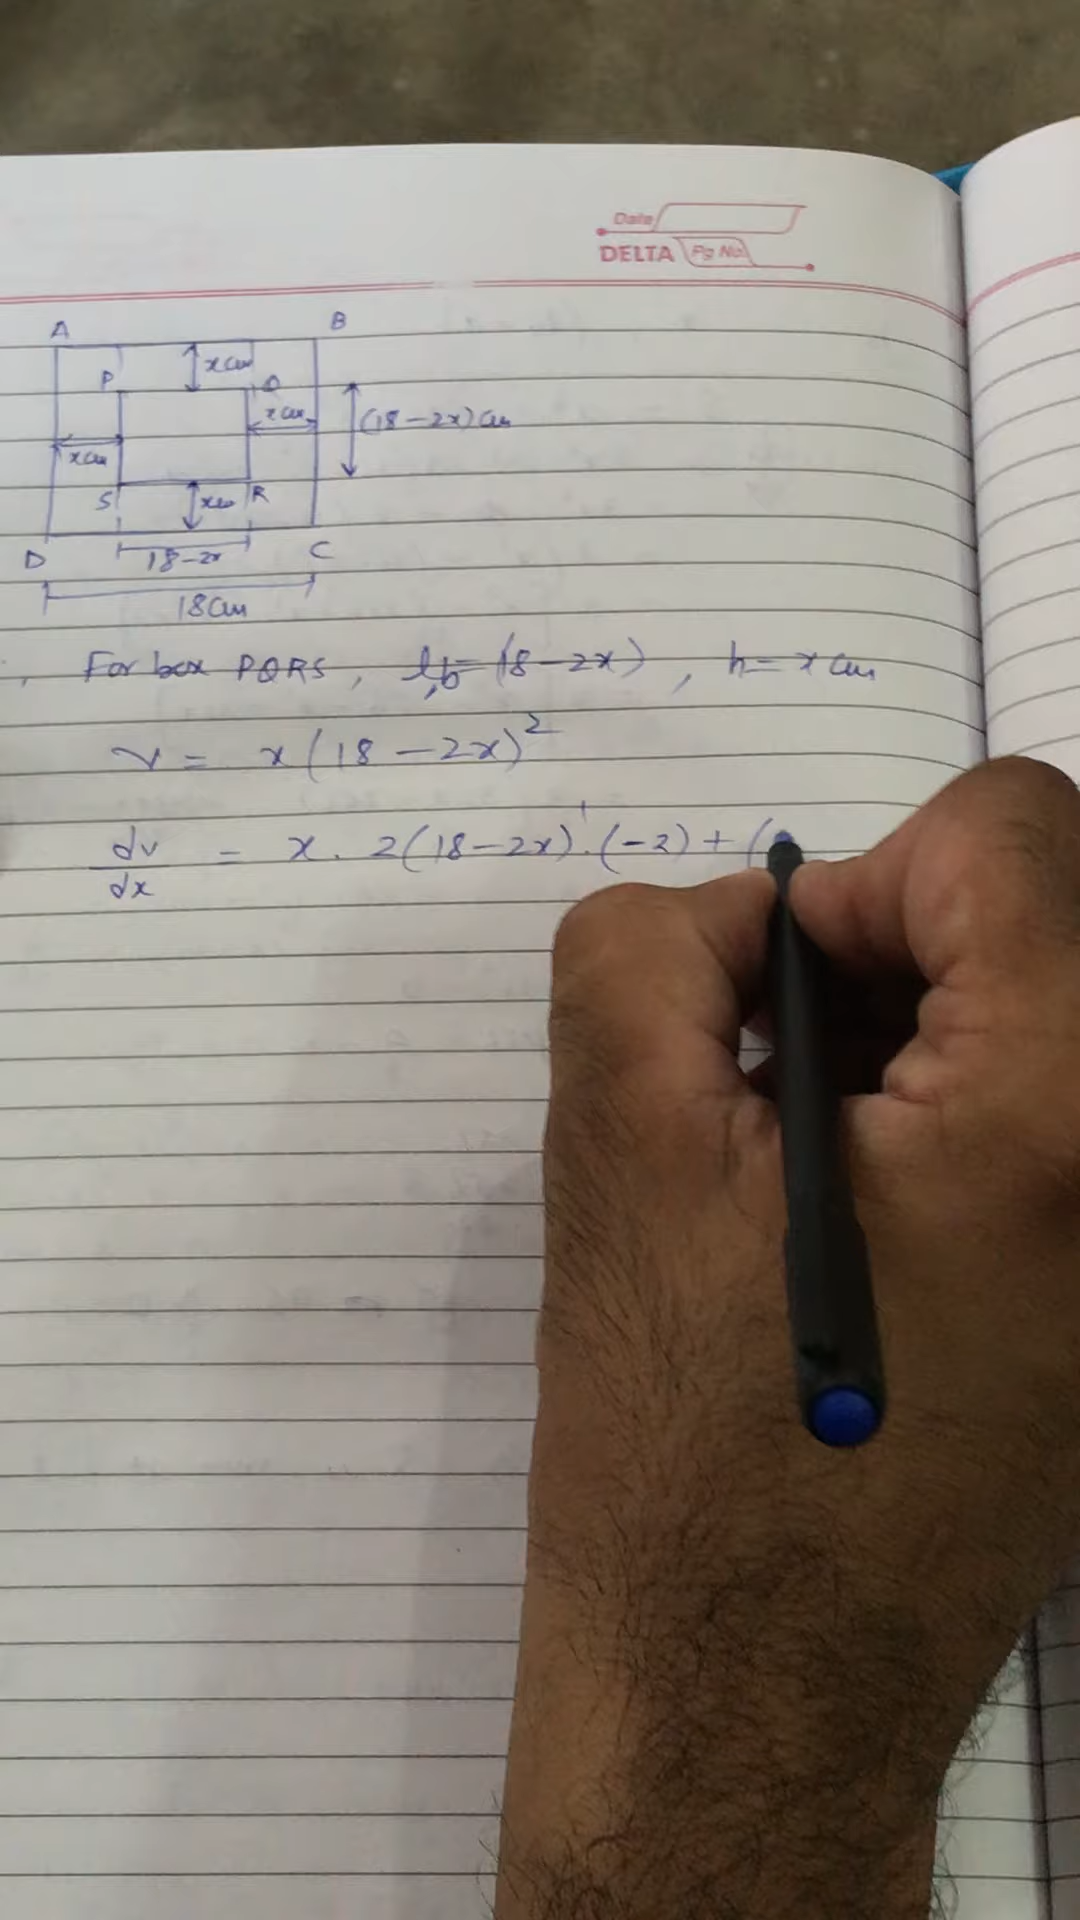 Date
DELTA Pg No.
A B
x cm
P Q
x cm
(18-2x) cm
x cm
S R
x cm
D C
18-2x
18 cm
For box PQRS, l,b = (18-2x), h = x cm
V = x(18-2x)²
dv/dx = x. 2(18-2x)¹.(-2) + (